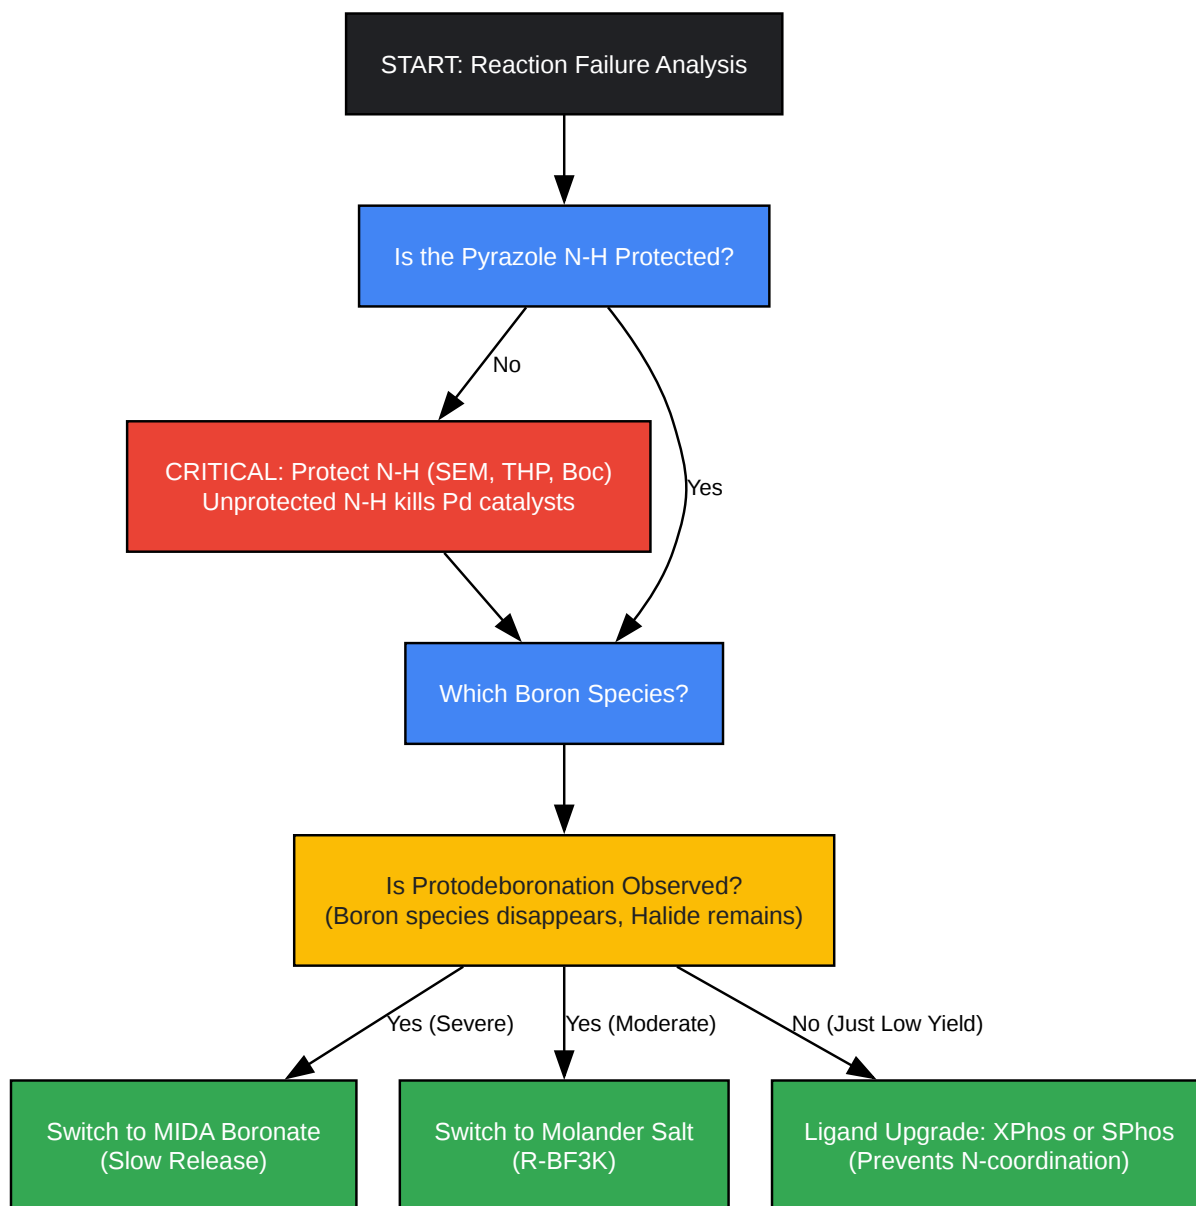 START: Reaction Failure Analysis
Is the Pyrazole N-H Protected?
No
CRITICAL: Protect N-H (SEM, THP, Boc)
Unprotected N-H kills Pd catalysts
Yes
Which Boron Species?
Is Protodeboronation Observed?
(Boron species disappears, Halide remains)
Yes (Severe)
Yes (Moderate)
No (Just Low Yield)
Switch to MIDA Boronate
(Slow Release)
Switch to Molander Salt
(R-BF3K)
Ligand Upgrade: XPhos or SPhos
(Prevents N-coordination)